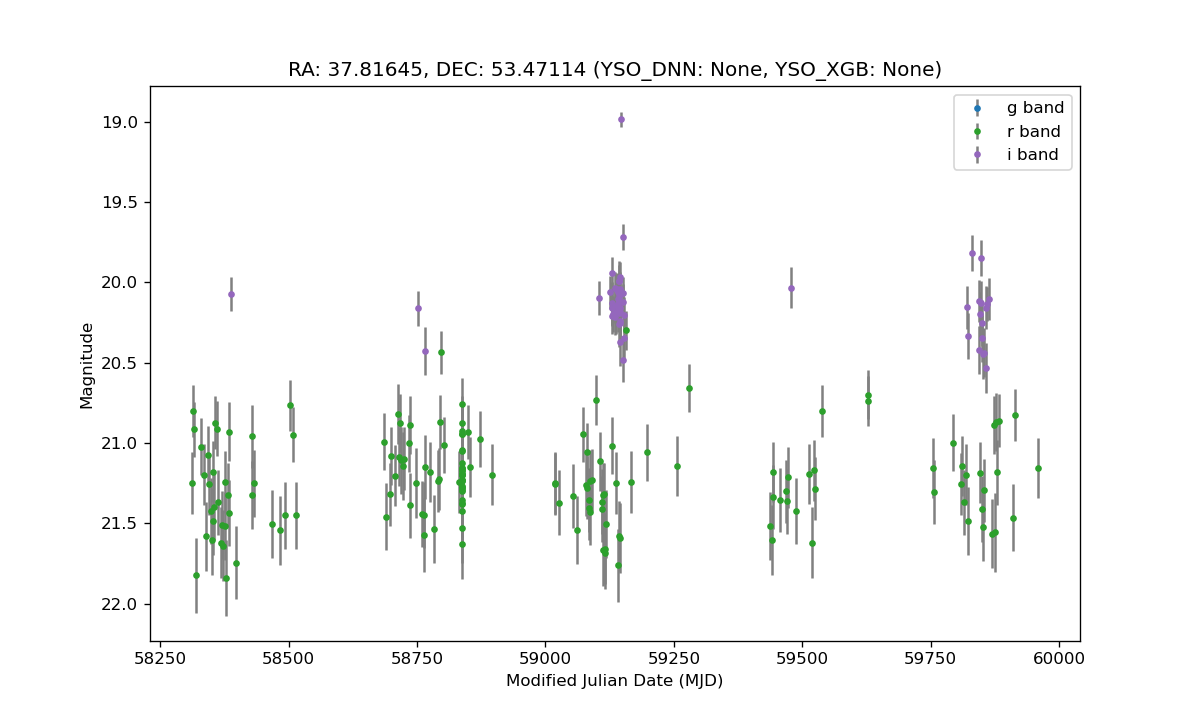 RA: 37.81645, DEC: 53.47114 (YSO_DNN: None, YSO_XGB: None)
g band
r band
i band
19.0
19.5
20.0
20.5
21.0
21.5
22.0
Magnitude
58250 58500 58750 59000 59250 59500 59750 60000
Modified Julian Date (MJD)